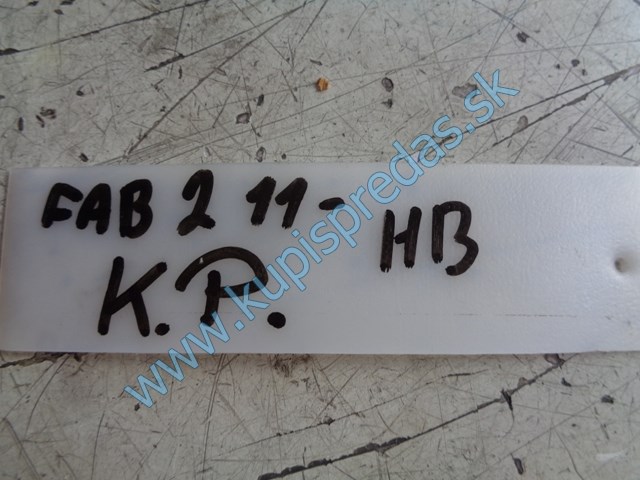 FAB 2 11- HB
K.P.
www.kupispredas.sk